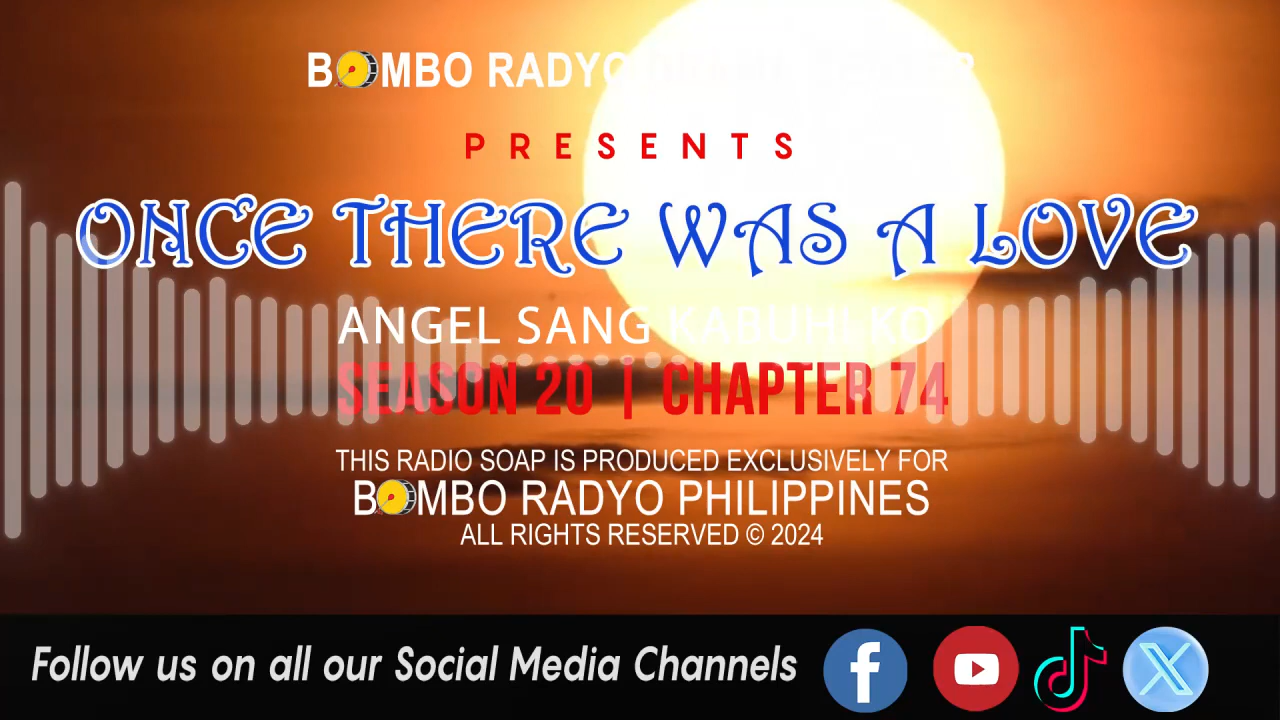 BOMBO RADYO
PRESENTS
ONCE THERE WAS A LOVE
ANGEL SANG KABUHI KO
SEASON 20 | CHAPTER 74
THIS RADIO SOAP IS PRODUCED EXCLUSIVELY FOR
BOMBO RADYO PHILIPPINES
ALL RIGHTS RESERVED © 2024
Follow us on all our Social Media Channels